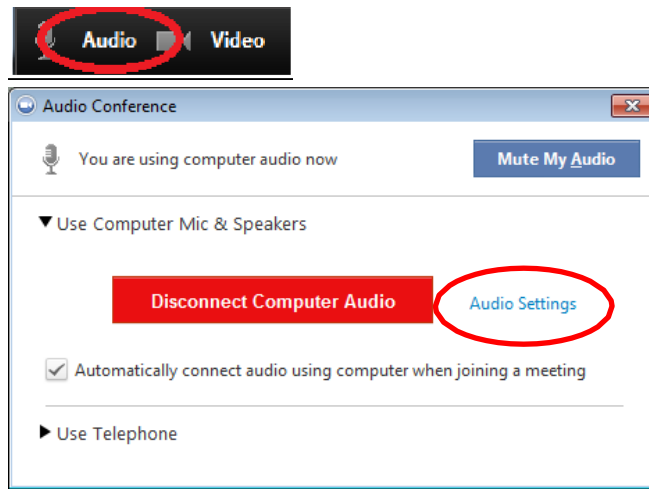 Audio Video
Audio Conference
You are using computer audio now Mute My Audio
Use Computer Mic & Speakers
Disconnect Computer Audio Audio Settings
Automatically connect audio using computer when joining a meeting
Use Telephone